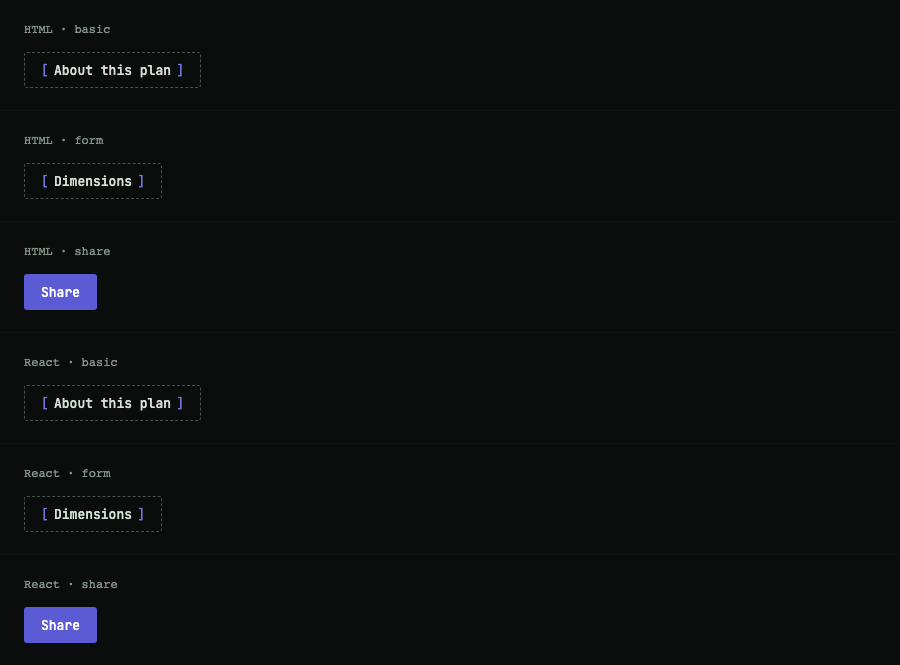 HTML • basic
[ About this plan ]
HTML • form
[ Dimensions ]
HTML • share
Share
React • basic
[ About this plan ]
React • form
[ Dimensions ]
React • share
Share